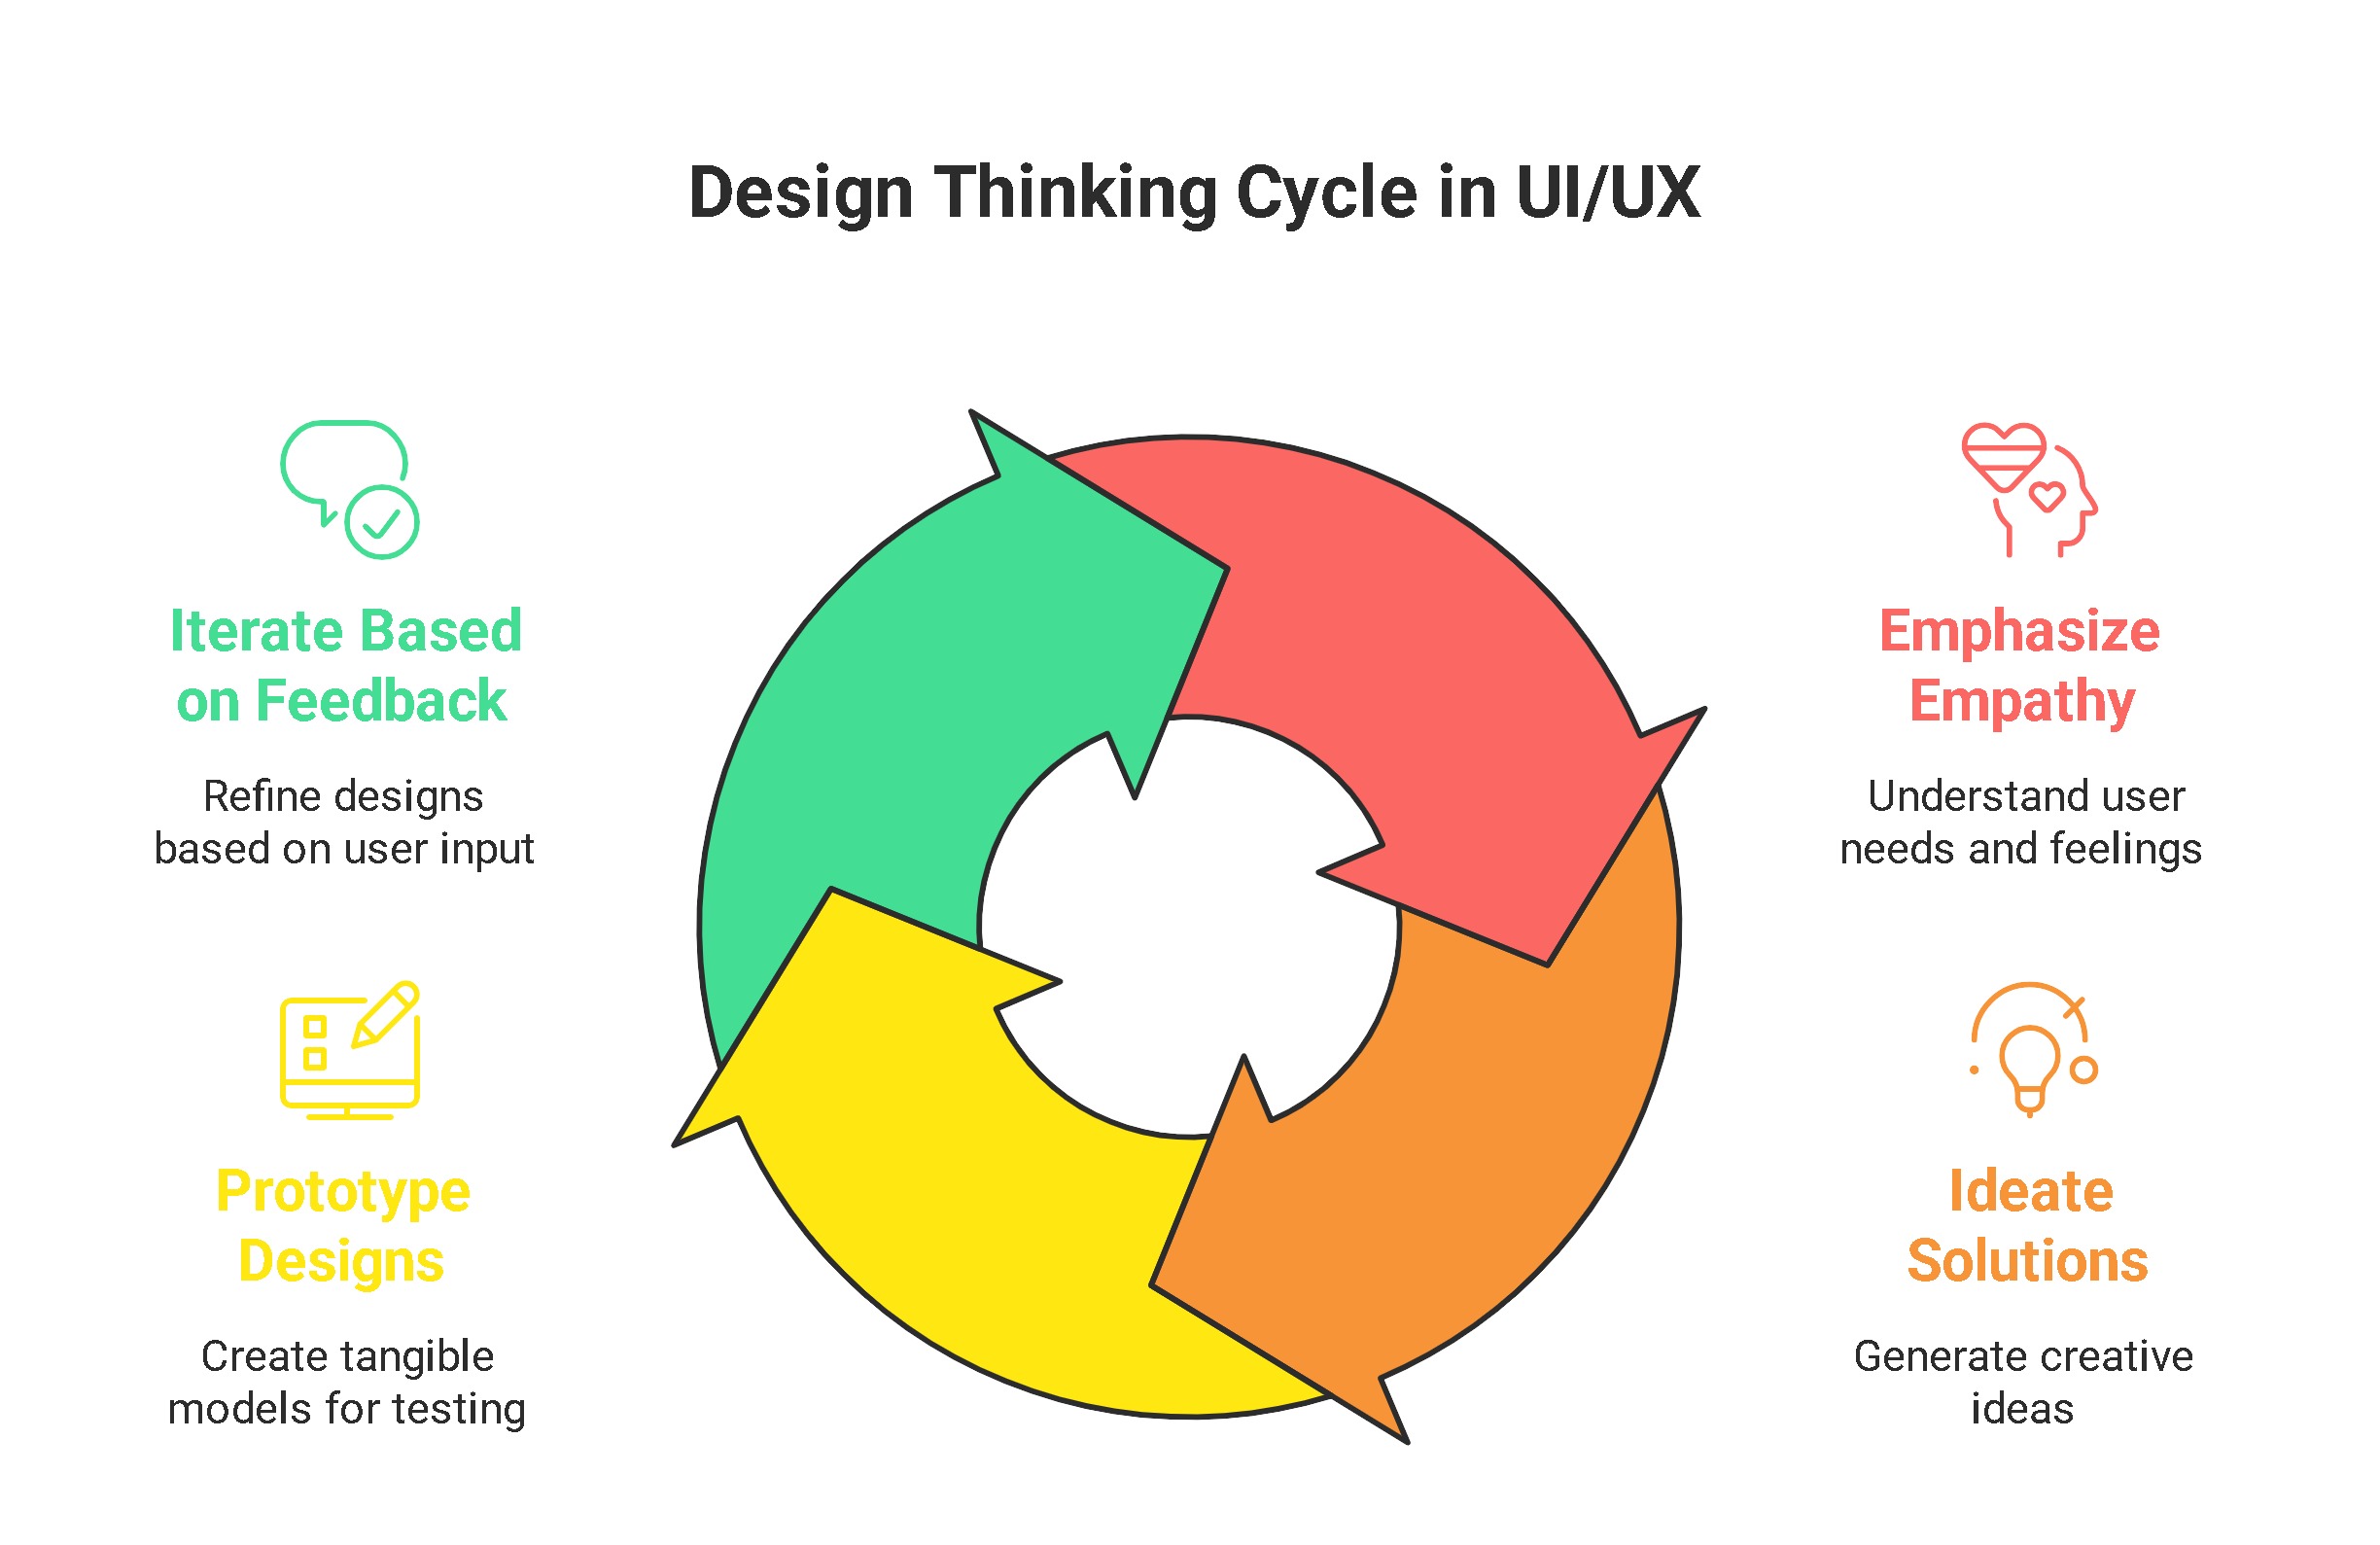 Design Thinking Cycle in UI/UX
Iterate Based
on Feedback
Refine designs
based on user input
Emphasize
Empathy
Understand user
needs and feelings
Prototype
Designs
Create tangible
models for testing
Ideate
Solutions
Generate creative
ideas